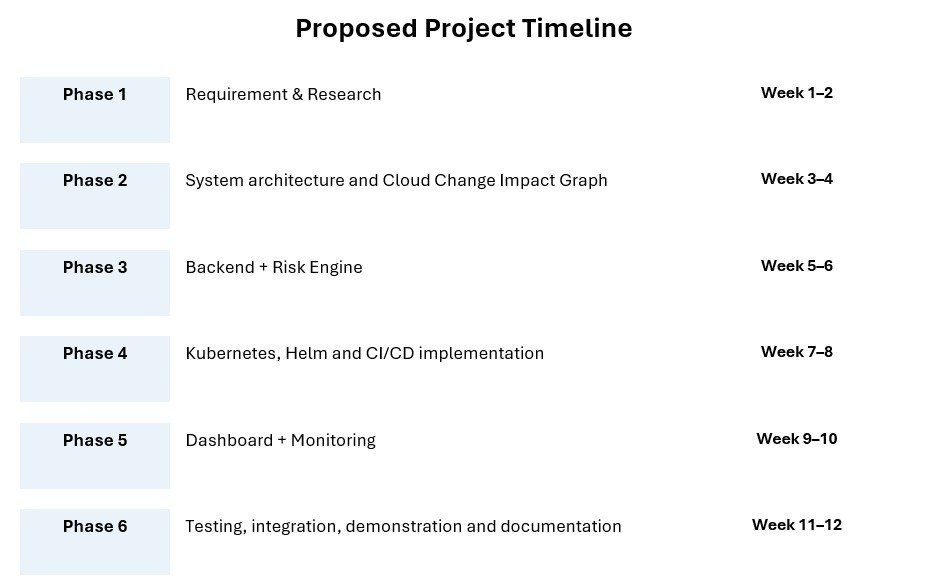 Proposed Project Timeline
Phase 1 Requirement & Research Week 1–2
Phase 2 System architecture and Cloud Change Impact Graph Week 3–4
Phase 3 Backend + Risk Engine Week 5–6
Phase 4 Kubernetes, Helm and CI/CD implementation Week 7–8
Phase 5 Dashboard + Monitoring Week 9–10
Phase 6 Testing, integration, demonstration and documentation Week 11–12